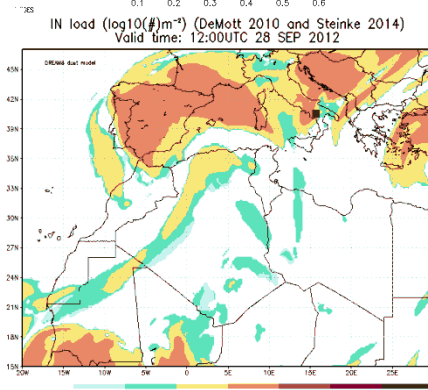 0.1 0.2 0.3 0.4 0.5 0.6
IN load (log10(#)m⁻²) (DeMott 2010 and Steinke 2014)
Valid time: 12:00UTC 28 SEP 2012
DREAM8 dust model
45N
42N
39N
36N
33N
30N
27N
24N
21N
18N
15N
20W 15W 10W 5W 0 5E 10E 15E 20E 25E